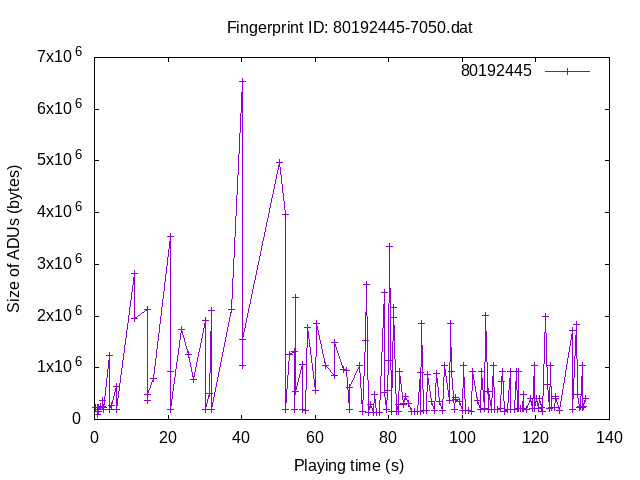 Fingerprint ID: 80192445-7050.dat
80192445
Size of ADUs (bytes)
7x10^6
6x10^6
5x10^6
4x10^6
3x10^6
2x10^6
1x10^6
0
0 20 40 60 80 100 120 140
Playing time (s)